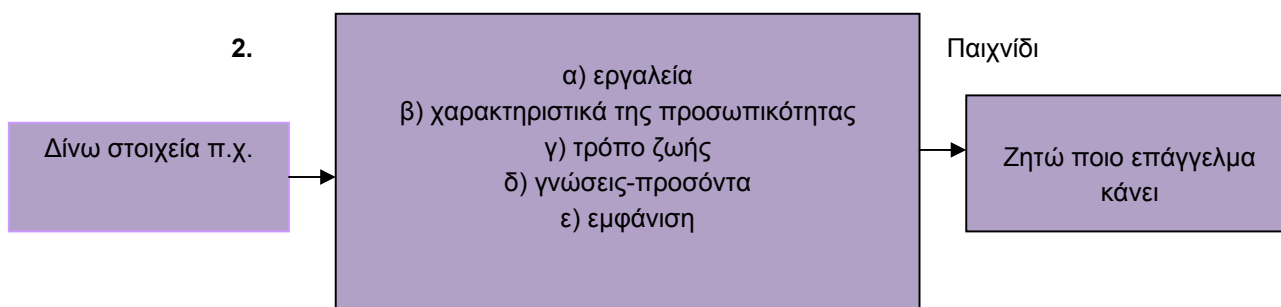 2.
Παιχνίδι
Δίνω στοιχεία π.χ.
α) εργαλεία
β) χαρακτηριστικά της προσωπικότητας
γ) τρόπο ζωής
δ) γνώσεις-προσόντα
ε) εμφάνιση
Ζητώ ποιο επάγγελμα
κάνει